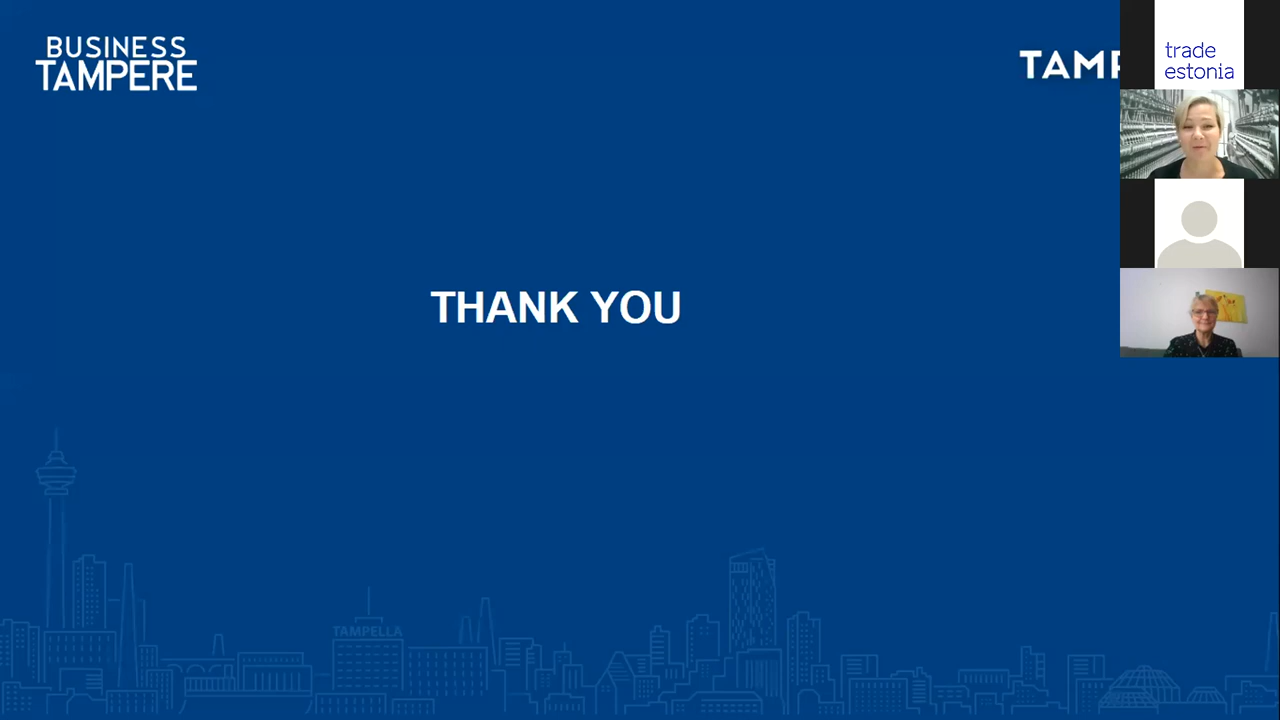 BUSINESS
TAMPERE
TAMP
trade
estonia
THANK YOU
TAMPELLA